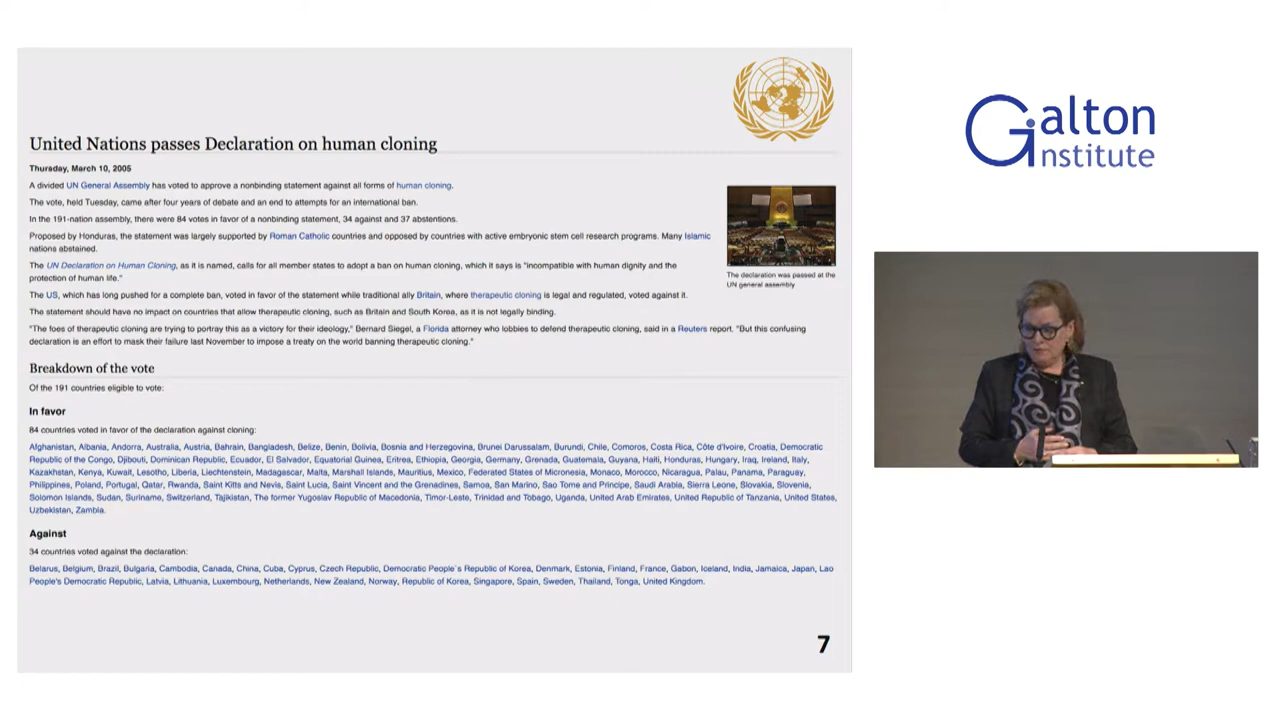 United Nations passes Declaration on human cloning
Thursday, March 10, 2005
A divided UN General Assembly has voted to approve a nonbinding statement against all forms of human cloning.
The vote, held Tuesday, came after four years of debate and an end to attempts for an international ban.
In the 191-nation assembly, there were 84 votes in favor of a nonbinding statement, 34 against and 37 abstentions.
Proposed by Honduras, the statement was largely supported by Roman Catholic countries and opposed by countries with active embryonic stem cell research programs. Many Islamic
nations abstained.
The UN Declaration on Human Cloning, as it is named, calls for all member states to adopt a ban on human cloning, which it says is "incompatible with human dignity and the
protection of human life."
The US, which has long pushed for a complete ban, voted in favor of the statement while traditional ally Britain, where therapeutic cloning is legal and regulated, voted against it.
The statement should have no impact on countries that allow therapeutic cloning, such as Britain and South Korea, as it is not legally binding.
"The foes of therapeutic cloning are trying to portray this as a victory for their ideology," Bernard Siegel, a Florida attorney who lobbies to defend therapeutic cloning, said in a Reuters report. "But this confusing
declaration is an effort to mask their failure last November to impose a treaty on the world banning therapeutic cloning."
The declaration was passed at the
UN general assembly
Breakdown of the vote
Of the 191 countries eligible to vote:
In favor
84 countries voted in favor of the declaration against cloning:
Afghanistan, Albania, Andorra, Australia, Austria, Bahrain, Bangladesh, Belize, Benin, Bolivia, Bosnia and Herzegovina, Brunei Darussalam, Burundi, Chile, Comoros, Costa Rica, Côte d'Ivoire, Croatia, Democratic
Republic of the Congo, Djibouti, Dominican Republic, Ecuador, El Salvador, Equatorial Guinea, Eritrea, Ethiopia, Georgia, Germany, Grenada, Guatemala, Guyana, Haiti, Honduras, Hungary, Iraq, Ireland, Italy,
Kazakhstan, Kenya, Kuwait, Lesotho, Liberia, Liechtenstein, Madagascar, Malta, Marshall Islands, Mauritius, Mexico, Federated States of Micronesia, Monaco, Morocco, Nicaragua, Palau, Panama, Paraguay,
Philippines, Poland, Portugal, Qatar, Rwanda, Saint Kitts and Nevis, Saint Lucia, Saint Vincent and the Grenadines, Samoa, San Marino, Sao Tome and Principe, Saudi Arabia, Sierra Leone, Slovakia, Slovenia,
Solomon Islands, Sudan, Suriname, Switzerland, Tajikistan, The former Yugoslav Republic of Macedonia, Timor-Leste, Trinidad and Tobago, Uganda, United Arab Emirates, United Republic of Tanzania, United States,
Uzbekistan, Zambia.
Against
34 countries voted against the declaration:
Belarus, Belgium, Brazil, Bulgaria, Cambodia, Canada, China, Cuba, Cyprus, Czech Republic, Democratic People´s Republic of Korea, Denmark, Estonia, Finland, France, Gabon, Iceland, India, Jamaica, Japan, Lao
People's Democratic Republic, Latvia, Lithuania, Luxembourg, Netherlands, New Zealand, Norway, Republic of Korea, Singapore, Spain, Sweden, Thailand, Tonga, United Kingdom.
7
Galton
Institute